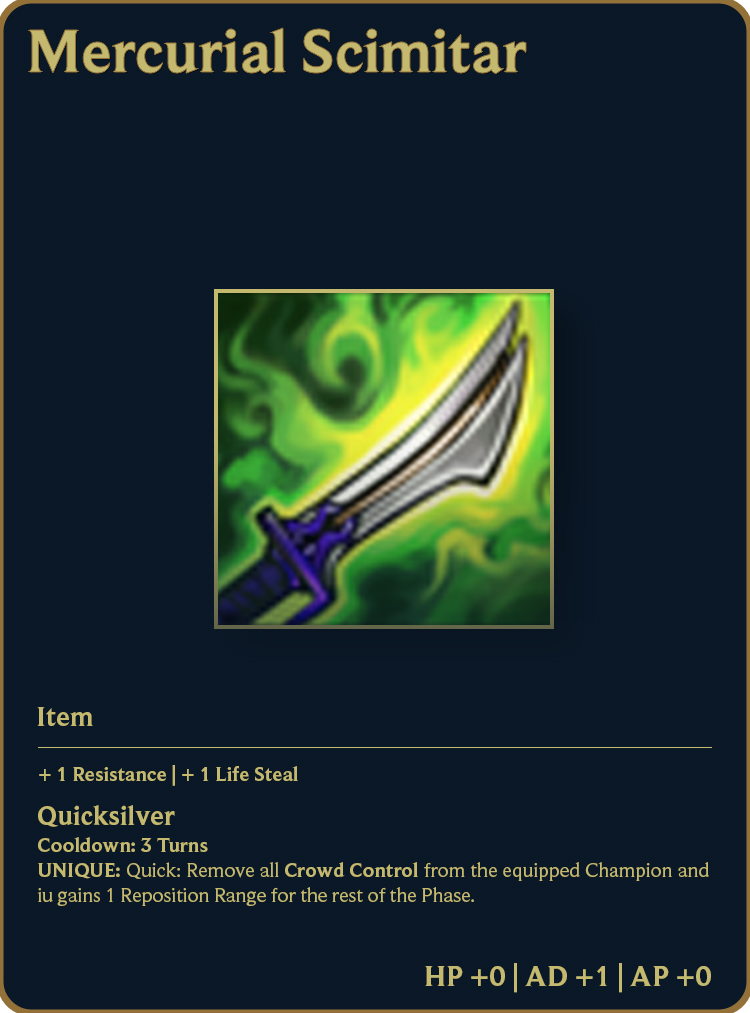 Mercurial Scimitar
Item
+ 1 Resistance | + 1 Life Steal
Quicksilver
Cooldown: 3 Turns
UNIQUE: Quick: Remove all Crowd Control from the equipped Champion and
iu gains 1 Reposition Range for the rest of the Phase.
HP +0 | AD +1 | AP +0